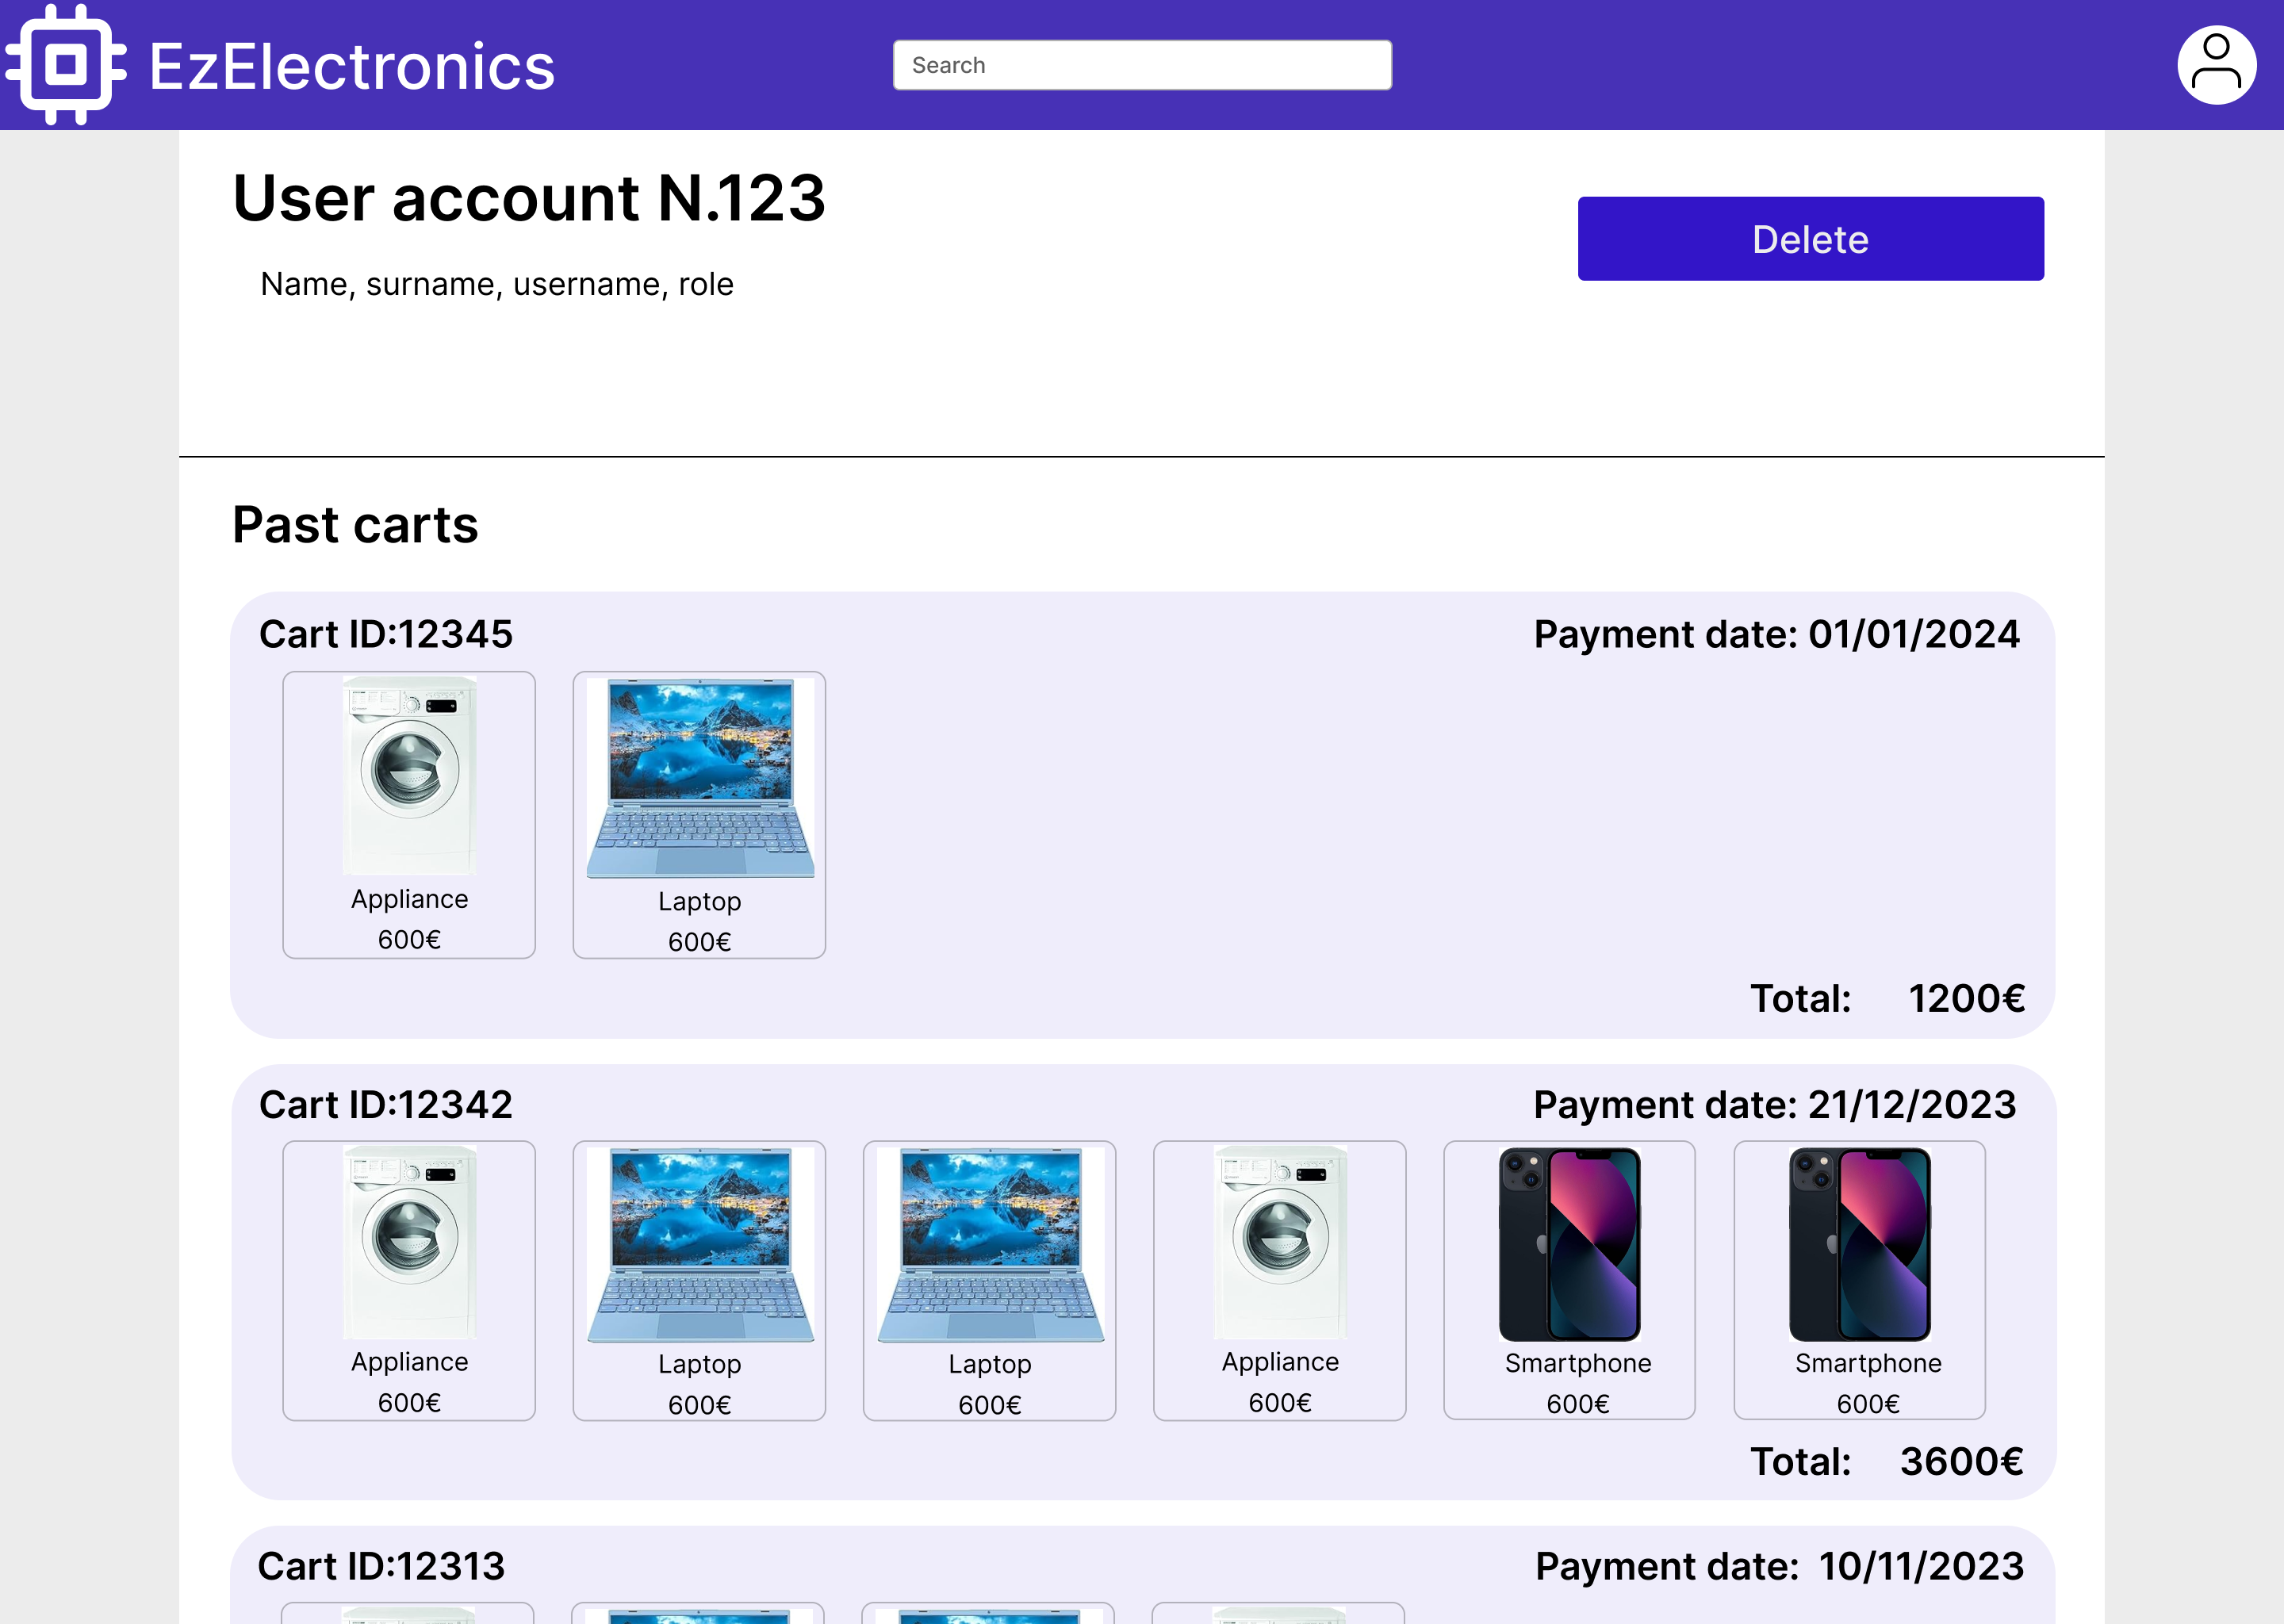 EzElectronics
Search
User account N.123
Delete
Name, surname, username, role
Past carts
Cart ID:12345
Payment date: 01/01/2024
Appliance
Laptop
600€
600€
Total: 1200€
Cart ID:12342
Payment date: 21/12/2023
Appliance
Laptop
Laptop
Appliance
Smartphone
Smartphone
600€
600€
600€
600€
600€
600€
Total: 3600€
Cart ID:12313
Payment date: 10/11/2023